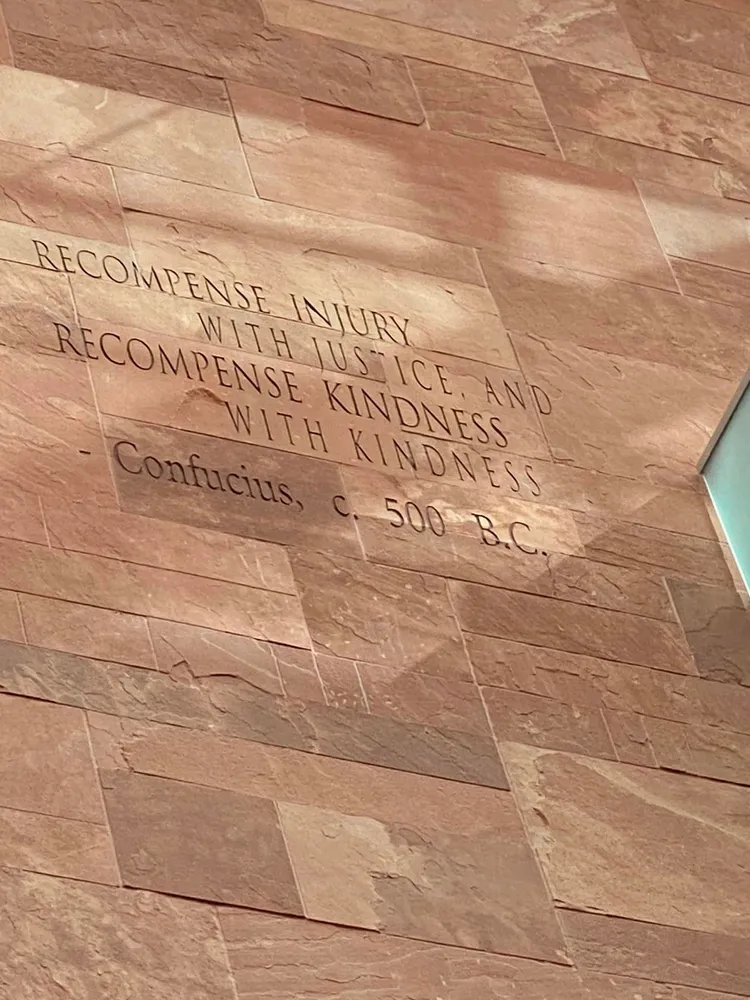 RECOMPENSE INJURY
WITH JUSTICE, AND
RECOMPENSE KINDNESS
WITH KINDNESS
- Confucius, c. 500 B.C.